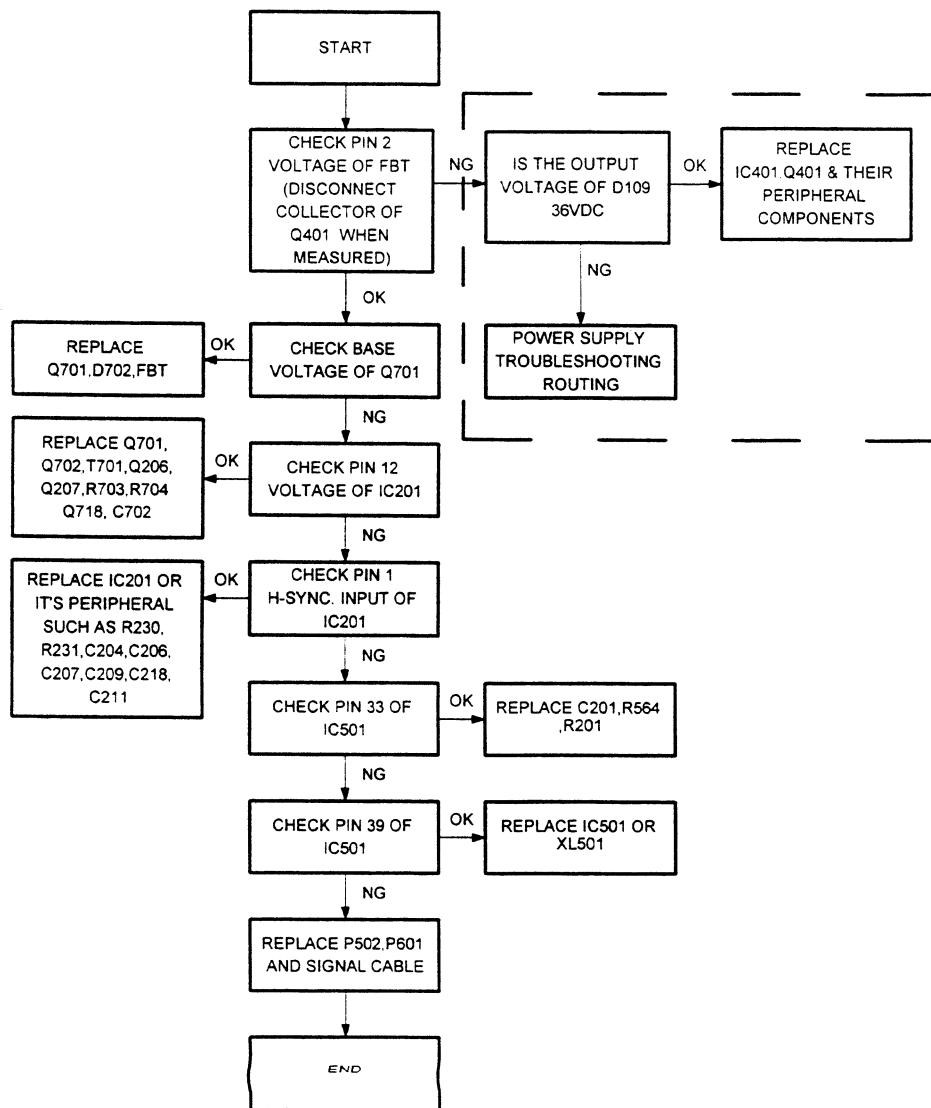 START
CHECK PIN 2
VOLTAGE OF FBT
(DISCONNECT
COLLECTOR OF
Q401 WHEN
MEASURED)
NG
IS THE OUTPUT
VOLTAGE OF D109
36VDC
OK
REPLACE
IC401,Q401 & THEIR
PERIPHERAL
COMPONENTS
NG
POWER SUPPLY
TROUBLESHOOTING
ROUTING
OK
CHECK BASE
VOLTAGE OF Q701
OK
REPLACE
Q701,D702,FBT
NG
CHECK PIN 12
VOLTAGE OF IC201
OK
REPLACE Q701,
Q702,T701,Q206,
Q207,R703,R704
Q718, C702
NG
CHECK PIN 1
H-SYNC. INPUT OF
IC201
OK
REPLACE IC201 OR
IT'S PERIPHERAL
SUCH AS R230,
R231,C204,C206,
C207,C209,C218,
C211
NG
CHECK PIN 33 OF
IC501
OK
REPLACE C201,R564
,R201
NG
CHECK PIN 39 OF
IC501
OK
REPLACE IC501 OR
XL501
NG
REPLACE P502,P601
AND SIGNAL CABLE
END